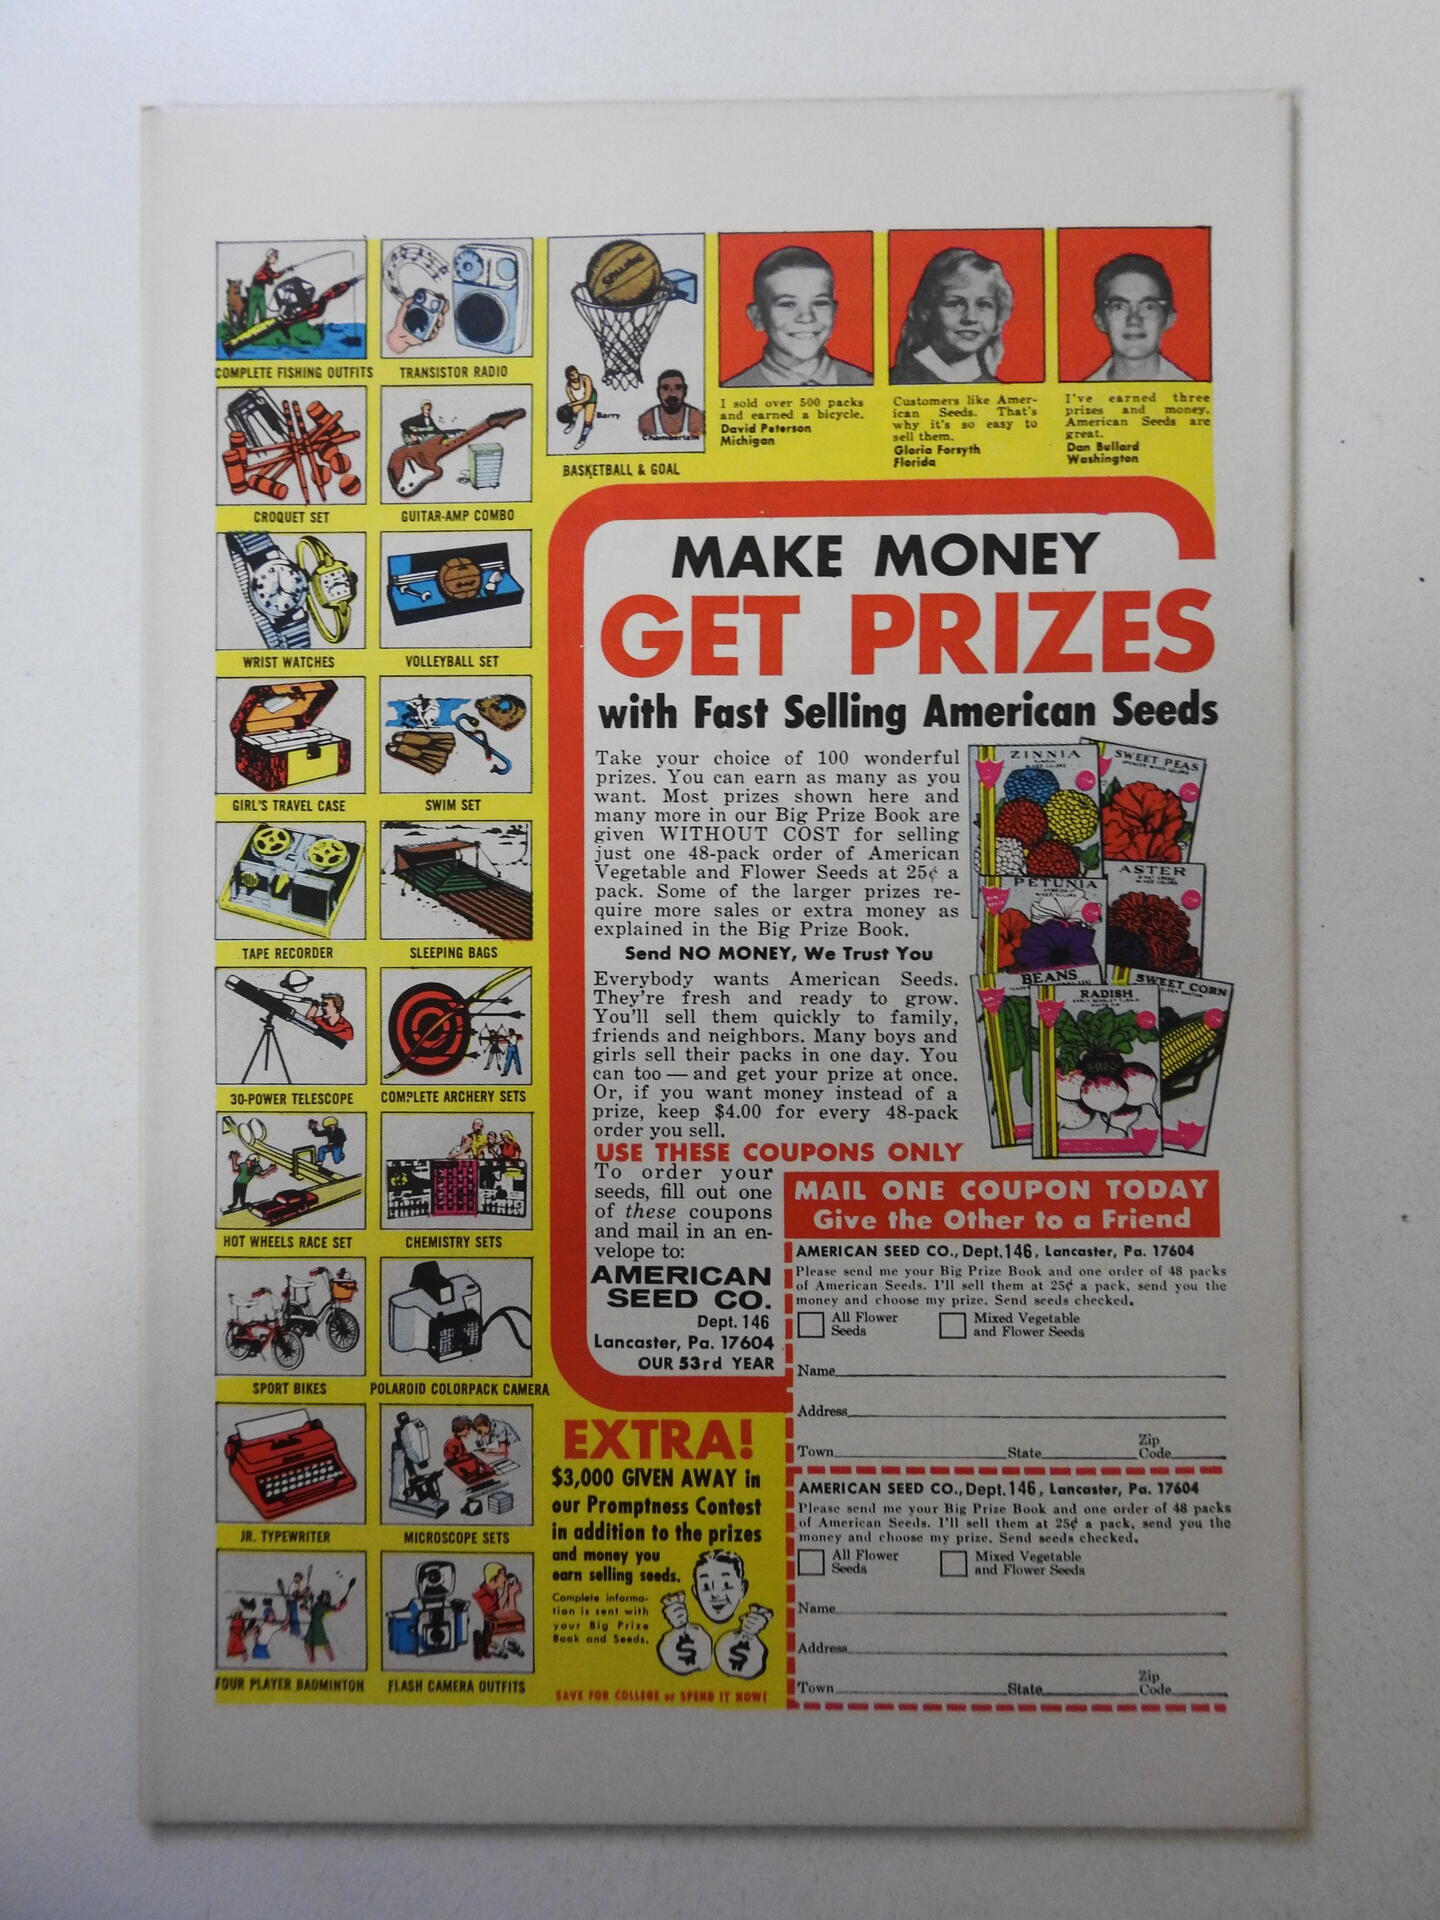 COMPLETE FISHING OUTFITS
TRANSISTOR RADIO
SPALDING
Barry
Chamberlain
BASKETBALL & GOAL
I sold over 500 packs
and earned a bicycle.
David Peterson
Michigan
Customers like Amer-
ican Seeds. That's
why it's so easy to
sell them.
Gloria Forsyth
Florida
I've earned three
prizes and money.
American Seeds are
great.
Dan Bullard
Washington
CROQUET SET
GUITAR-AMP COMBO
WRIST WATCHES
VOLLEYBALL SET
GIRL'S TRAVEL CASE
SWIM SET
TAPE RECORDER
SLEEPING BAGS
30-POWER TELESCOPE
COMPLETE ARCHERY SETS
HOT WHEELS RACE SET
CHEMISTRY SETS
SPORT BIKES
POLAROID COLORPACK CAMERA
JR. TYPEWRITER
MICROSCOPE SETS
FOUR PLAYER BADMINTON
FLASH CAMERA OUTFITS
MAKE MONEY
GET PRIZES
with Fast Selling American Seeds
Take your choice of 100 wonderful
prizes. You can earn as many as you
want. Most prizes shown here and
many more in our Big Prize Book are
given WITHOUT COST for selling
just one 48-pack order of American
Vegetable and Flower Seeds at 25¢ a
pack. Some of the larger prizes re-
quire more sales or extra money as
explained in the Big Prize Book.
Send NO MONEY, We Trust You
Everybody wants American Seeds.
They're fresh and ready to grow.
You'll sell them quickly to family,
friends and neighbors. Many boys and
girls sell their packs in one day. You
can too — and get your prize at once.
Or, if you want money instead of a
prize, keep $4.00 for every 48-pack
order you sell.
ZINNIA
SWEET PEAS
PETUNIA
ASTER
BEANS
RADISH
SWEET CORN
USE THESE COUPONS ONLY
To order your
seeds, fill out one
of these coupons
and mail in an en-
velope to:
AMERICAN
SEED CO.
Dept. 146
Lancaster, Pa. 17604
OUR 53rd YEAR
EXTRA!
$3,000 GIVEN AWAY in
our Promptness Contest
in addition to the prizes
and money you
earn selling seeds.
Complete informa-
tion is sent with
your Big Prize
Book and Seeds.
$ $
SAVE FOR COLLEGE or SPEND IT NOW!
MAIL ONE COUPON TODAY
Give the Other to a Friend
AMERICAN SEED CO., Dept. 146, Lancaster, Pa. 17604
Please send me your Big Prize Book and one order of 48 packs
of American Seeds. I'll sell them at 25¢ a pack, send you the
money and choose my prize. Send seeds checked.
All Flower
Seeds
Mixed Vegetable
and Flower Seeds
Name
Address
Town State Zip
Code
AMERICAN SEED CO., Dept. 146, Lancaster, Pa. 17604
Please send me your Big Prize Book and one order of 48 packs
of American Seeds. I'll sell them at 25¢ a pack, send you the
money and choose my prize. Send seeds checked.
All Flower
Seeds
Mixed Vegetable
and Flower Seeds
Name
Address
Town State Zip
Code